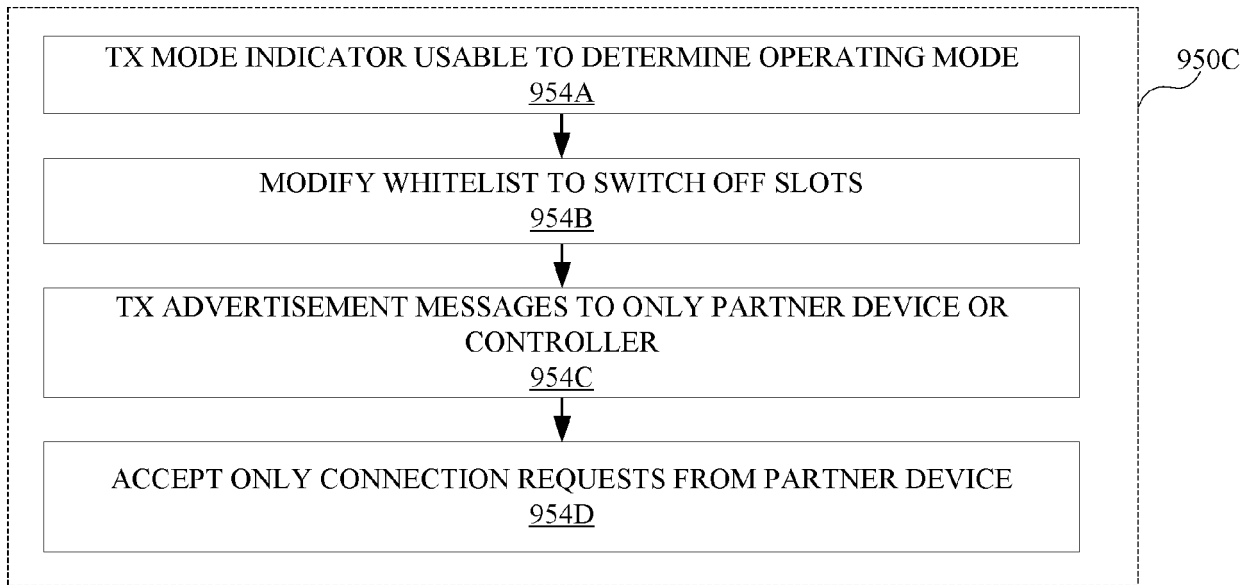 TX MODE INDICATOR USABLE TO DETERMINE OPERATING MODE
954A
950C
MODIFY WHITELIST TO SWITCH OFF SLOTS
954B
TX ADVERTISEMENT MESSAGES TO ONLY PARTNER DEVICE OR
CONTROLLER
954C
ACCEPT ONLY CONNECTION REQUESTS FROM PARTNER DEVICE
954D